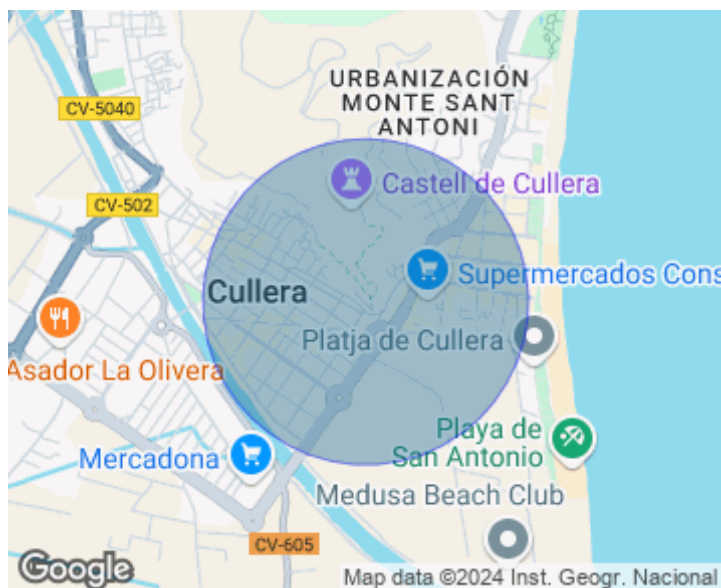 URBANIZACIÓN
MONTE SANT
ANTONI
CV-5040
Castell de Cullera
CV-502
Supermercados Cons
Cullera
Platja de Cullera
Asador La Olivera
Playa de
San Antonio
Mercadona
Medusa Beach Club
CV-605
Google
Map data ©2024 Inst. Geogr. Nacional